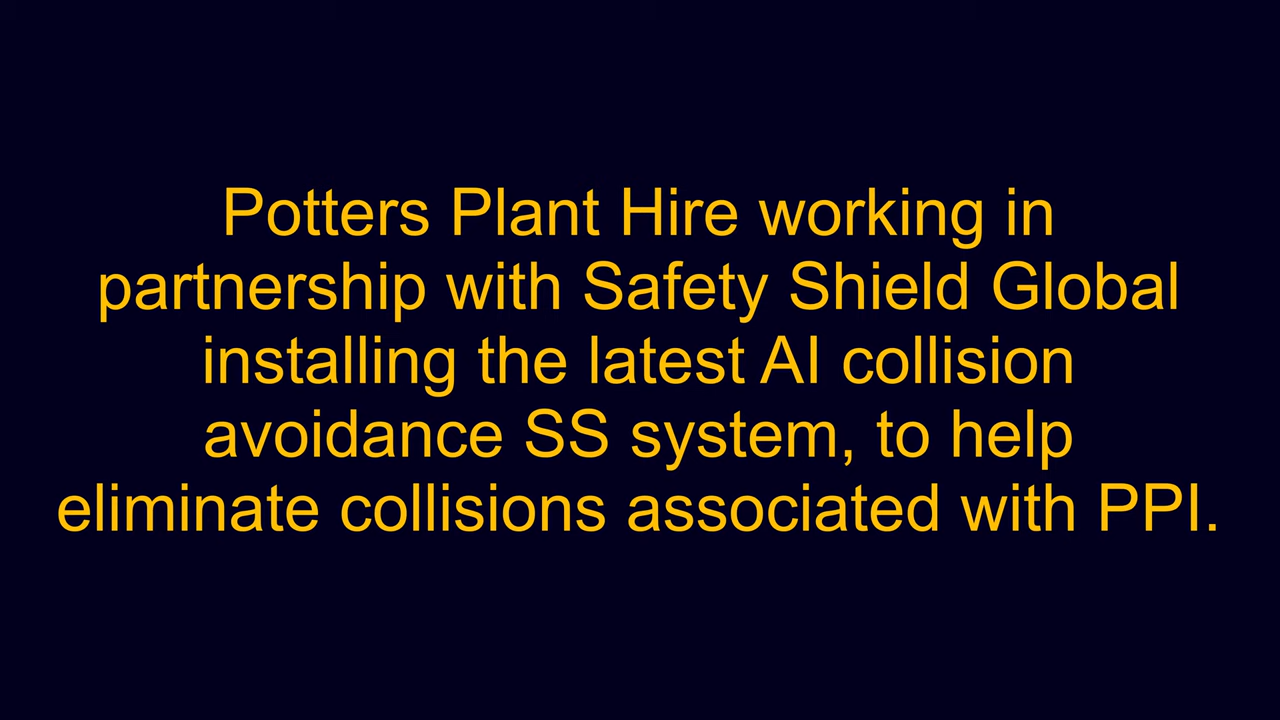 Potters Plant Hire working in
partnership with Safety Shield Global
installing the latest AI collision
avoidance SS system, to help
eliminate collisions associated with PPI.